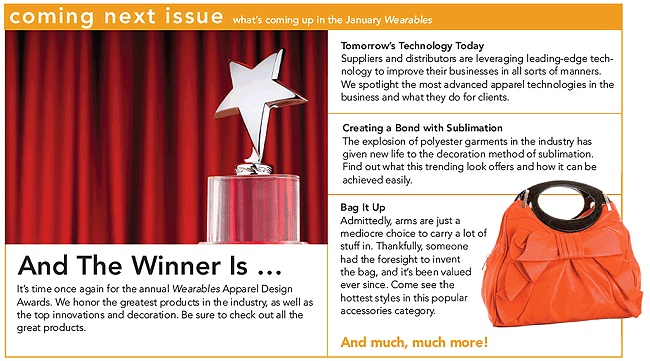 coming next issue what's coming up in the January Wearables
And The Winner Is …
It's time once again for the annual Wearables Apparel Design
Awards. We honor the greatest products in the industry, as well as
the top innovations and decoration. Be sure to check out all the
great products.
Tomorrow's Technology Today
Suppliers and distributors are leveraging leading-edge tech-
nology to improve their businesses in all sorts of manners.
We spotlight the most advanced apparel technologies in the
business and what they do for clients.
Creating a Bond with Sublimation
The explosion of polyester garments in the industry has
given new life to the decoration method of sublimation.
Find out what this trending look offers and how it can be
achieved easily.
Bag It Up
Admittedly, arms are just a
mediocre choice to carry a lot of
stuff in. Thankfully, someone
had the foresight to invent
the bag, and it's been valued
ever since. Come see the
hottest styles in this popular
accessories category.
And much, much more!